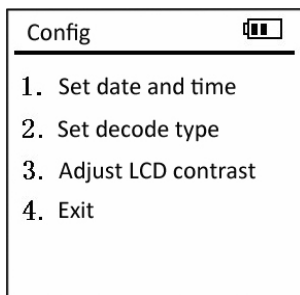 Config
1. Set date and time
2. Set decode type
3. Adjust LCD contrast
4. Exit